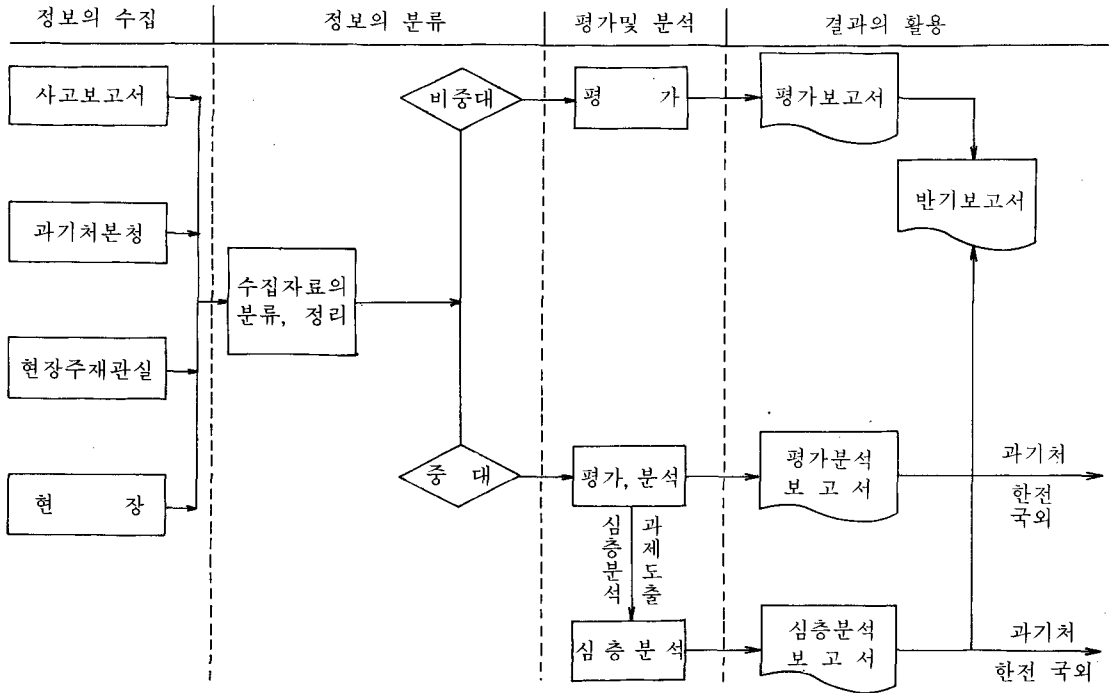 정보의 수집
정보의 분류
평가및 분석
결과의 활용
사고보고서
과기처본청
현장주재관실
현 장
수집자료의
분류, 정리
비중대
중 대
평 가
평가, 분석
심층분석
과제도출
심 층 분 석
평가보고서
반기보고서
평가분석
보 고 서
심층분석
보 고 서
과기처
한전
국외
과기처
한전 국외